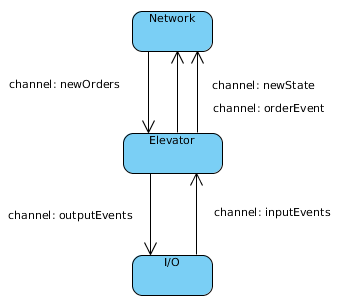 Network
channel: newOrders
channel: newState
channel: orderEvent
Elevator
channel: outputEvents
channel: inputEvents
I/O